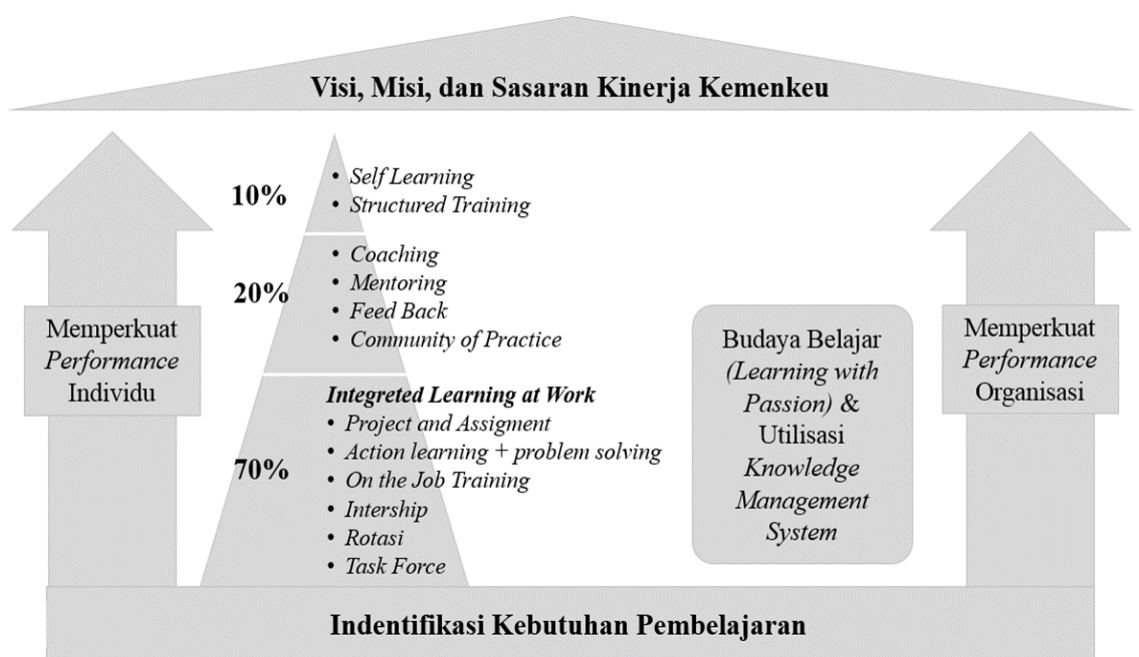 Visi, Misi, dan Sasaran Kinerja Kemenkeu
10%
• Self Learning
• Structured Training
20%
• Coaching
• Mentoring
• Feed Back
• Community of Practice
70%
Integreted Learning at Work
• Project and Assigment
• Action learning + problem solving
• On the Job Training
• Intership
• Rotasi
• Task Force
Memperkuat
Performance
Individu
Budaya Belajar
(Learning with
Passion) &
Utilisasi
Knowledge
Management
System
Memperkuat
Performance
Organisasi
Indentifikasi Kebutuhan Pembelajaran